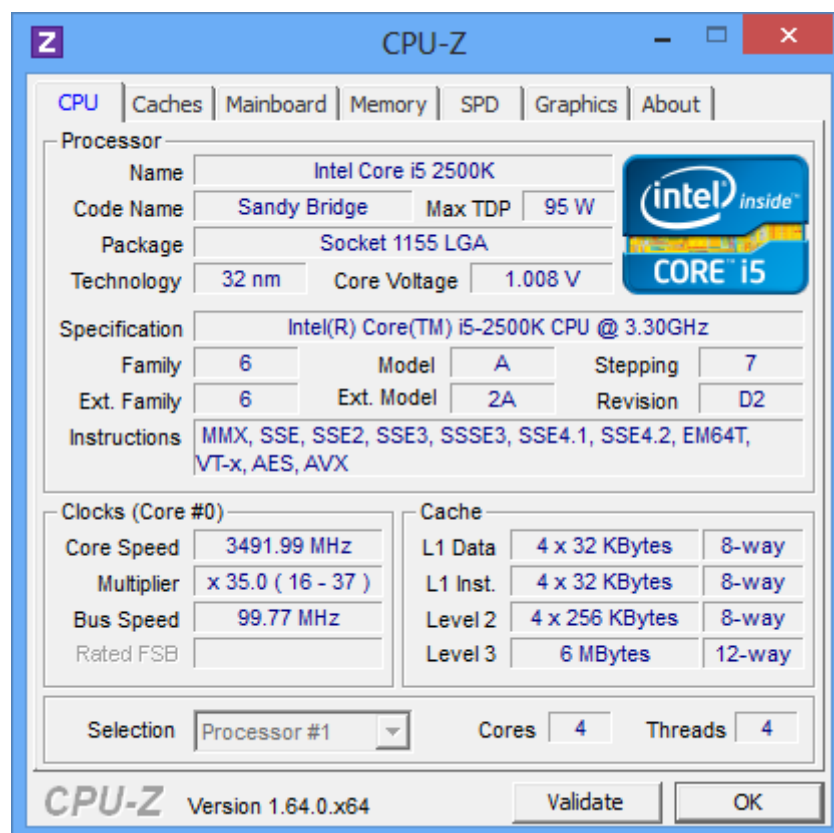 Z CPU-Z
CPU Caches Mainboard Memory SPD Graphics About
Processor
Name Intel Core i5 2500K
Code Name Sandy Bridge Max TDP 95 W
Package Socket 1155 LGA
Technology 32 nm Core Voltage 1.008 V
intel inside™
CORE™ i5
Specification Intel(R) Core(TM) i5-2500K CPU @ 3.30GHz
Family 6 Model A Stepping 7
Ext. Family 6 Ext. Model 2A Revision D2
Instructions MMX, SSE, SSE2, SSE3, SSSE3, SSE4.1, SSE4.2, EM64T,
VT-x, AES, AVX
Clocks (Core #0)
Core Speed 3491.99 MHz
Multiplier x 35.0 ( 16 - 37 )
Bus Speed 99.77 MHz
Rated FSB
Cache
L1 Data 4 x 32 KBytes 8-way
L1 Inst. 4 x 32 KBytes 8-way
Level 2 4 x 256 KBytes 8-way
Level 3 6 MBytes 12-way
Selection Processor #1 Cores 4 Threads 4
CPU-Z Version 1.64.0.x64 Validate OK